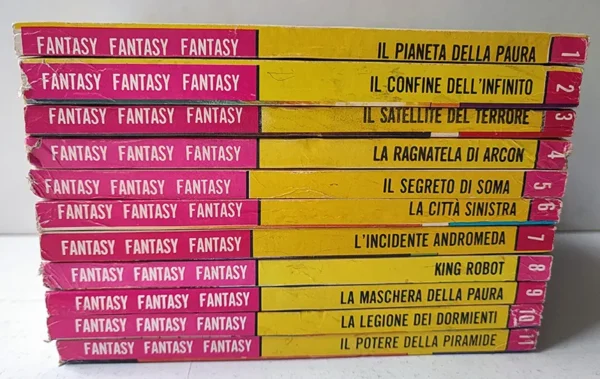 FANTASY FANTASY FANTASY IL PIANETA DELLA PAURA 1
FANTASY FANTASY FANTASY IL CONFINE DELL'INFINITO 2
FANTASY FANTASY FANTASY IL SATELLITE DEL TERRORE 3
FANTASY FANTASY FANTASY LA RAGNATELA DI ARCON 4
FANTASY FANTASY FANTASY IL SEGRETO DI SOMA 5
FANTASY FANTASY FANTASY LA CITTÀ SINISTRA 6
FANTASY FANTASY FANTASY L'INCIDENTE ANDROMEDA 7
FANTASY FANTASY FANTASY KING ROBOT 8
FANTASY FANTASY FANTASY LA MASCHERA DELLA PAURA 9
FANTASY FANTASY FANTASY LA LEGIONE DEI DORMIENTI 10
FANTASY FANTASY FANTASY IL POTERE DELLA PIRAMIDE 11